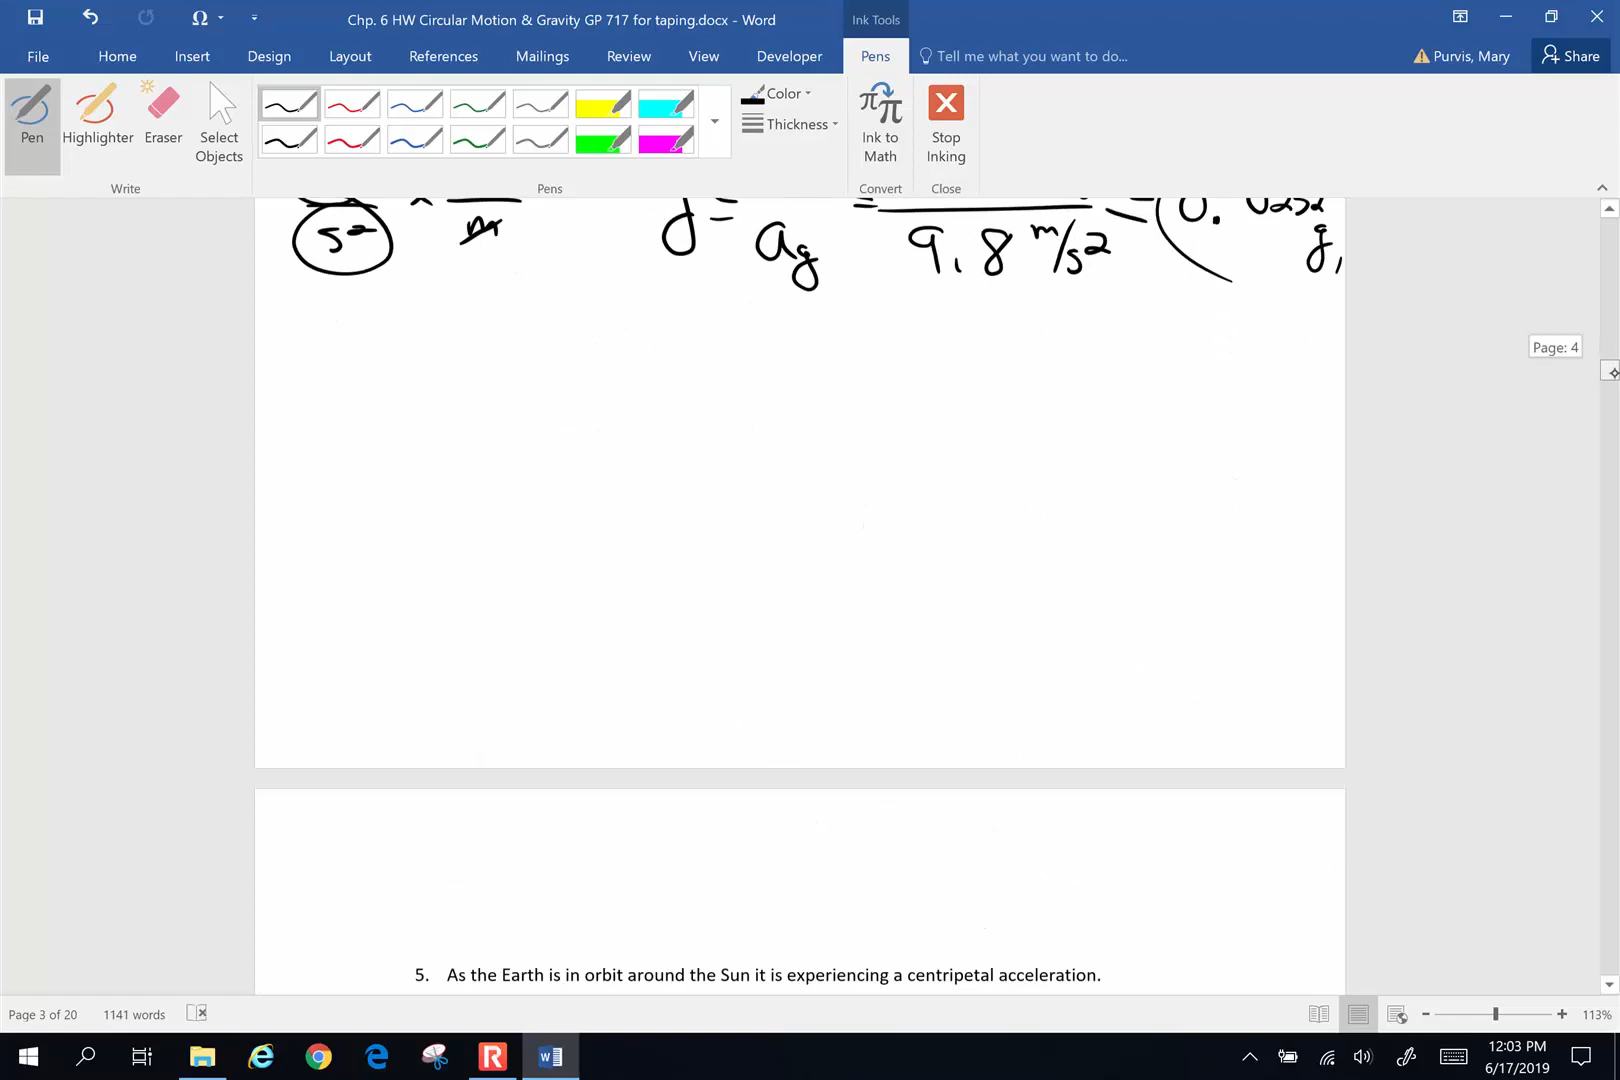 Chp. 6 HW Circular Motion & Gravity GP 717 for taping.docx - Word
Ink Tools
File Home Insert Design Layout References Mailings Review View Developer Pens Tell me what you want to do... Purvis, Mary Share
Pen Highlighter Eraser Select Objects
Color
Thickness
Ink to Math
Stop Inking
Write Pens Convert Close
s² × m g = a_g = 9.8 m/s² = 0. g,
Page: 4
5. As the Earth is in orbit around the Sun it is experiencing a centripetal acceleration.
Page 3 of 20 1141 words 113%
12:03 PM
6/17/2019